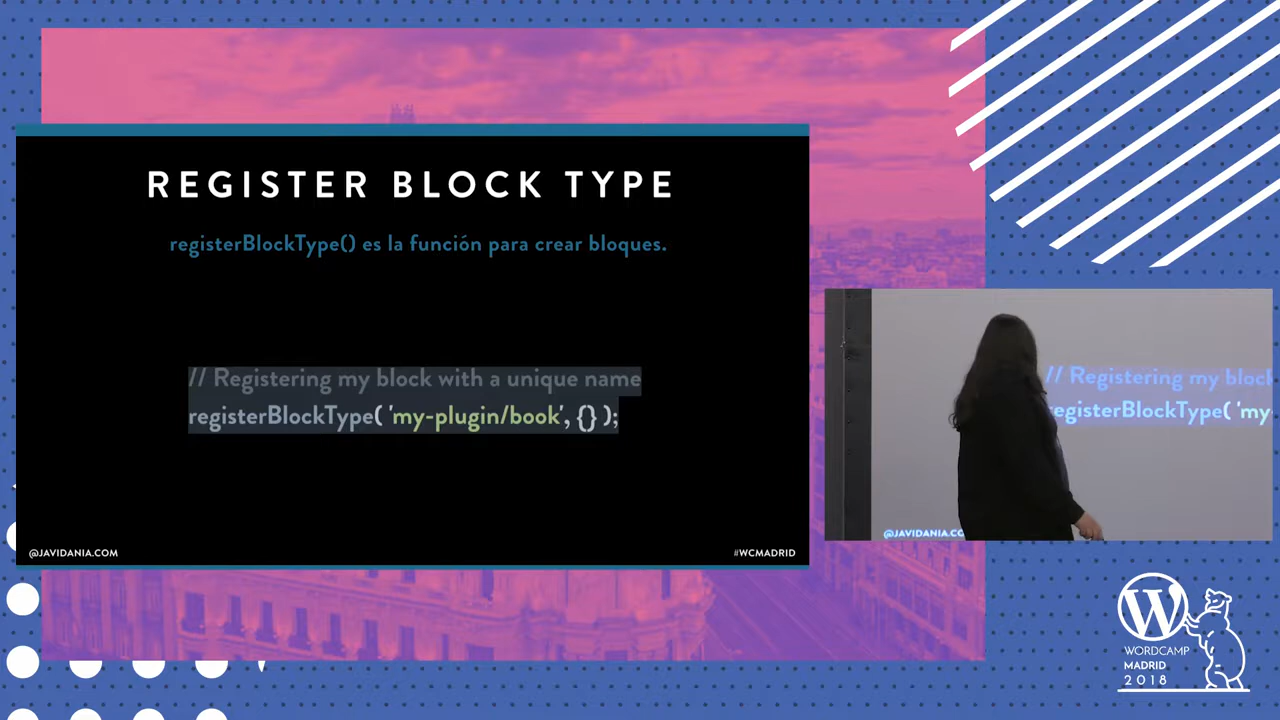 REGISTER BLOCK TYPE
registerBlockType() es la función para crear bloques.
// Registering my block with a unique name
registerBlockType( 'my-plugin/book', {} );
@JAVIDANIA.COM
#WCMADRID
// Registering my block
registerBlockType( 'my-
@JAVIDANIA.CO
WORDCAMP
MADRID
2018